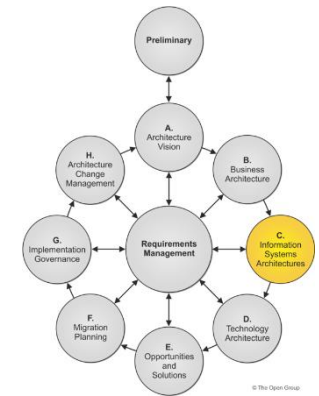 Preliminary
A.
Architecture
Vision
B.
Business
Architecture
C.
Information
Systems
Architectures
D.
Technology
Architecture
E.
Opportunities
and
Solutions
F.
Migration
Planning
G.
Implementation
Governance
H.
Architecture
Change
Management
Requirements
Management
© The Open Group